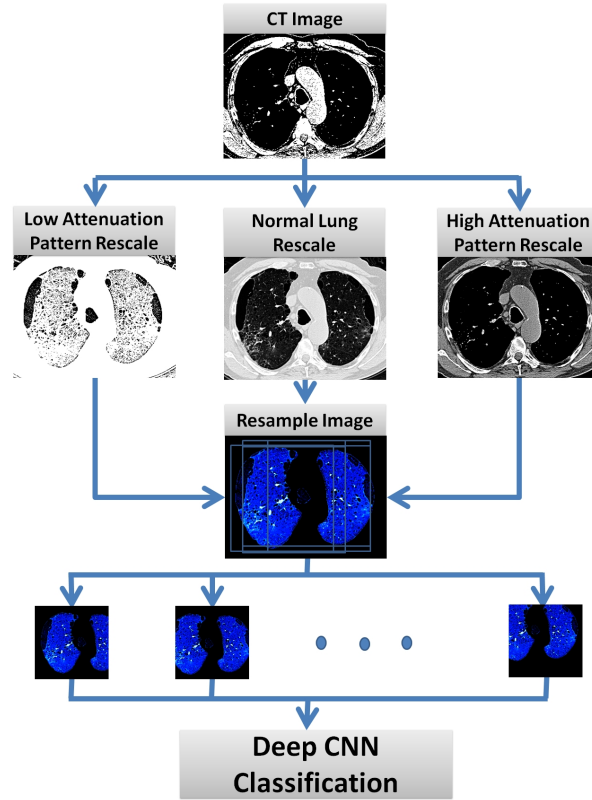 CT Image
Low Attenuation
Pattern Rescale
Normal Lung
Rescale
High Attenuation
Pattern Rescale
Resample Image
Deep CNN
Classification